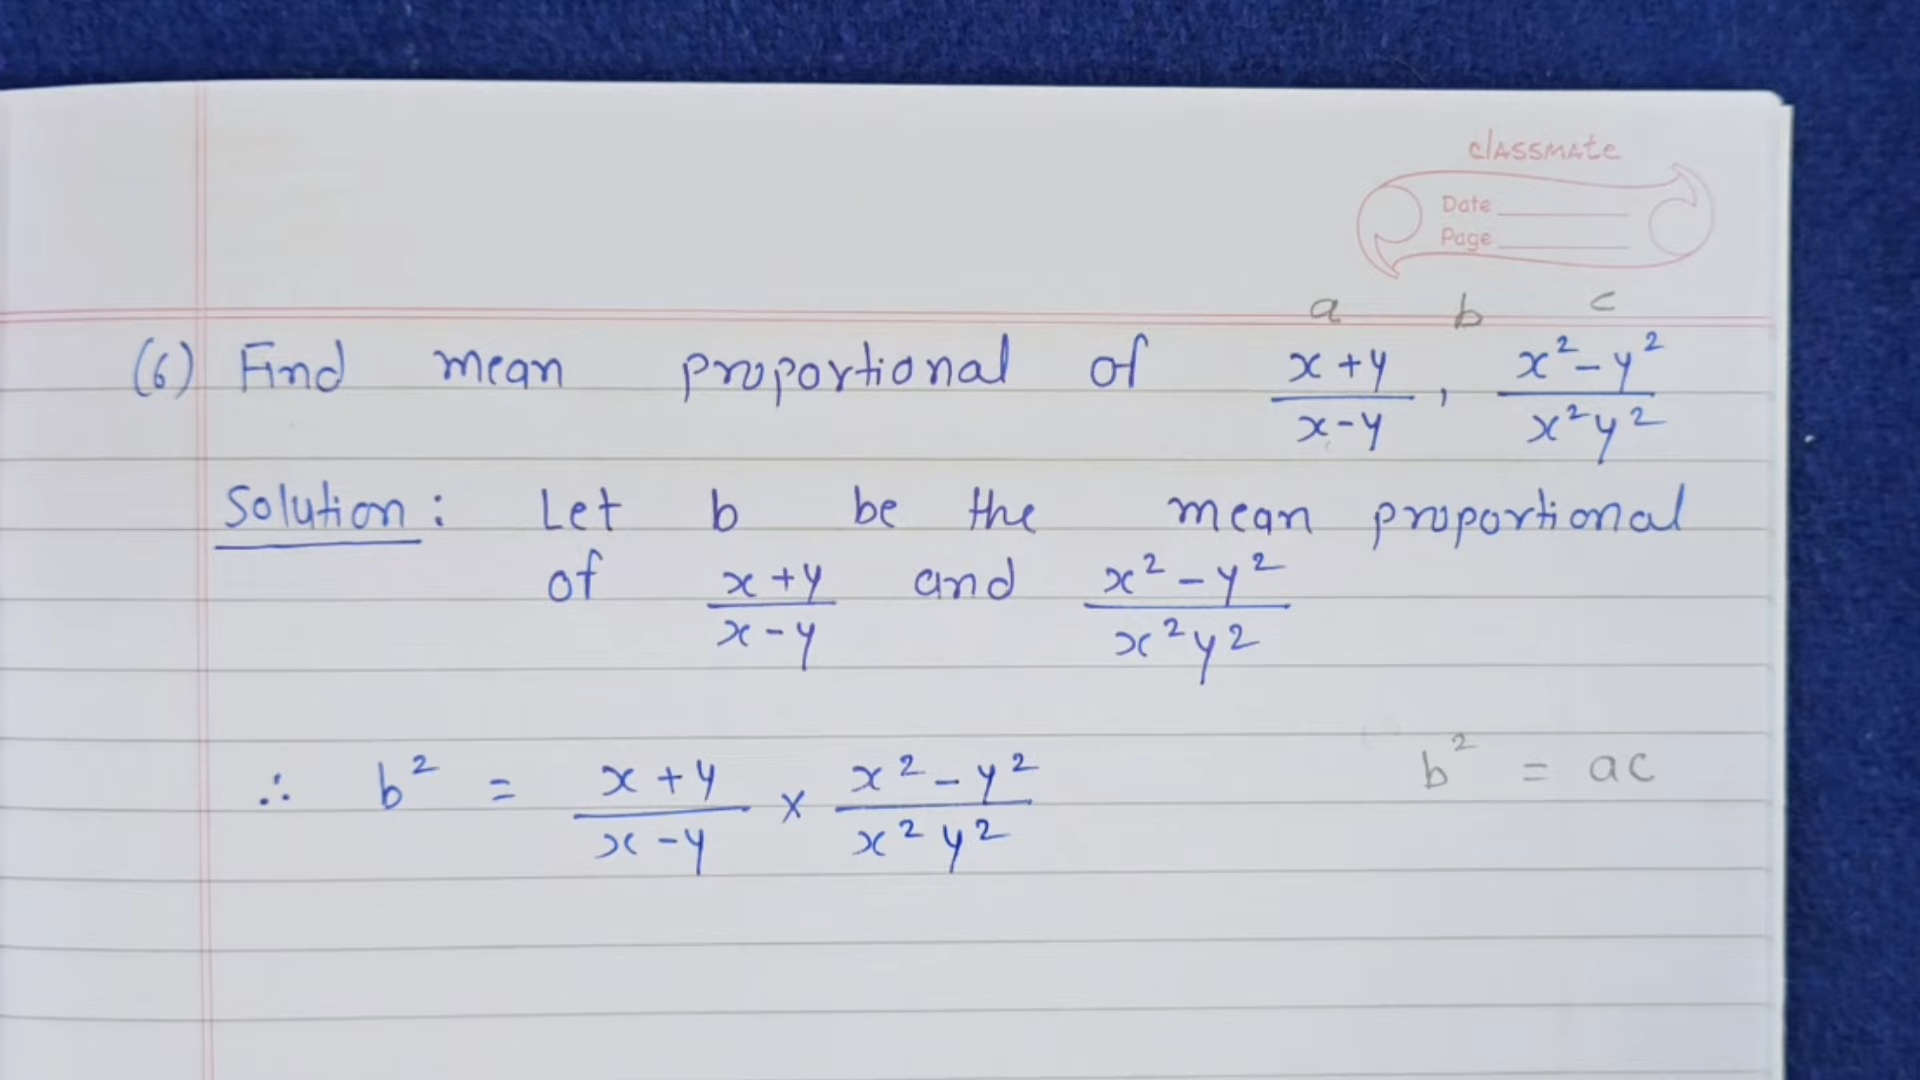 classmate
Date
Page
a b c
(6) Find mean proportional of x+y/x-y , x²-y²/x²y²
Solution: Let b be the mean proportional
of x+y/x-y and x²-y²/x²y²
∴ b² = x+y/x-y × x²-y²/x²y² b² = ac